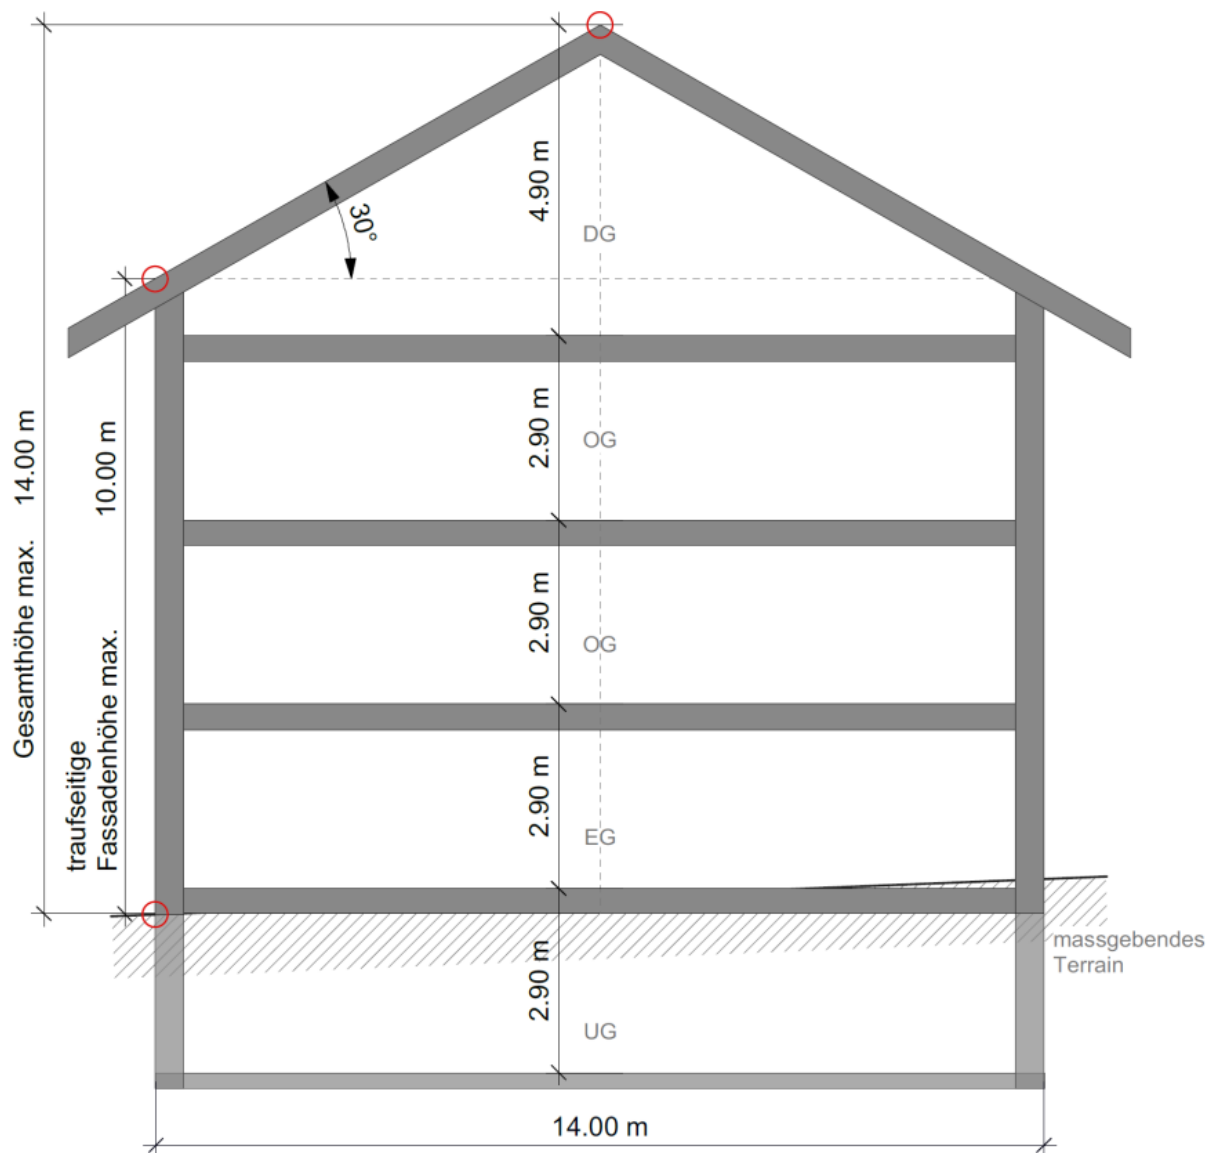 4.90 m
30°
DG
Gesamthöhe max. 14.00 m
traufseitige
Fassadenhöhe max. 10.00 m
2.90 m
OG
2.90 m
OG
2.90 m
EG
massgebendes
Terrain
2.90 m
UG
14.00 m